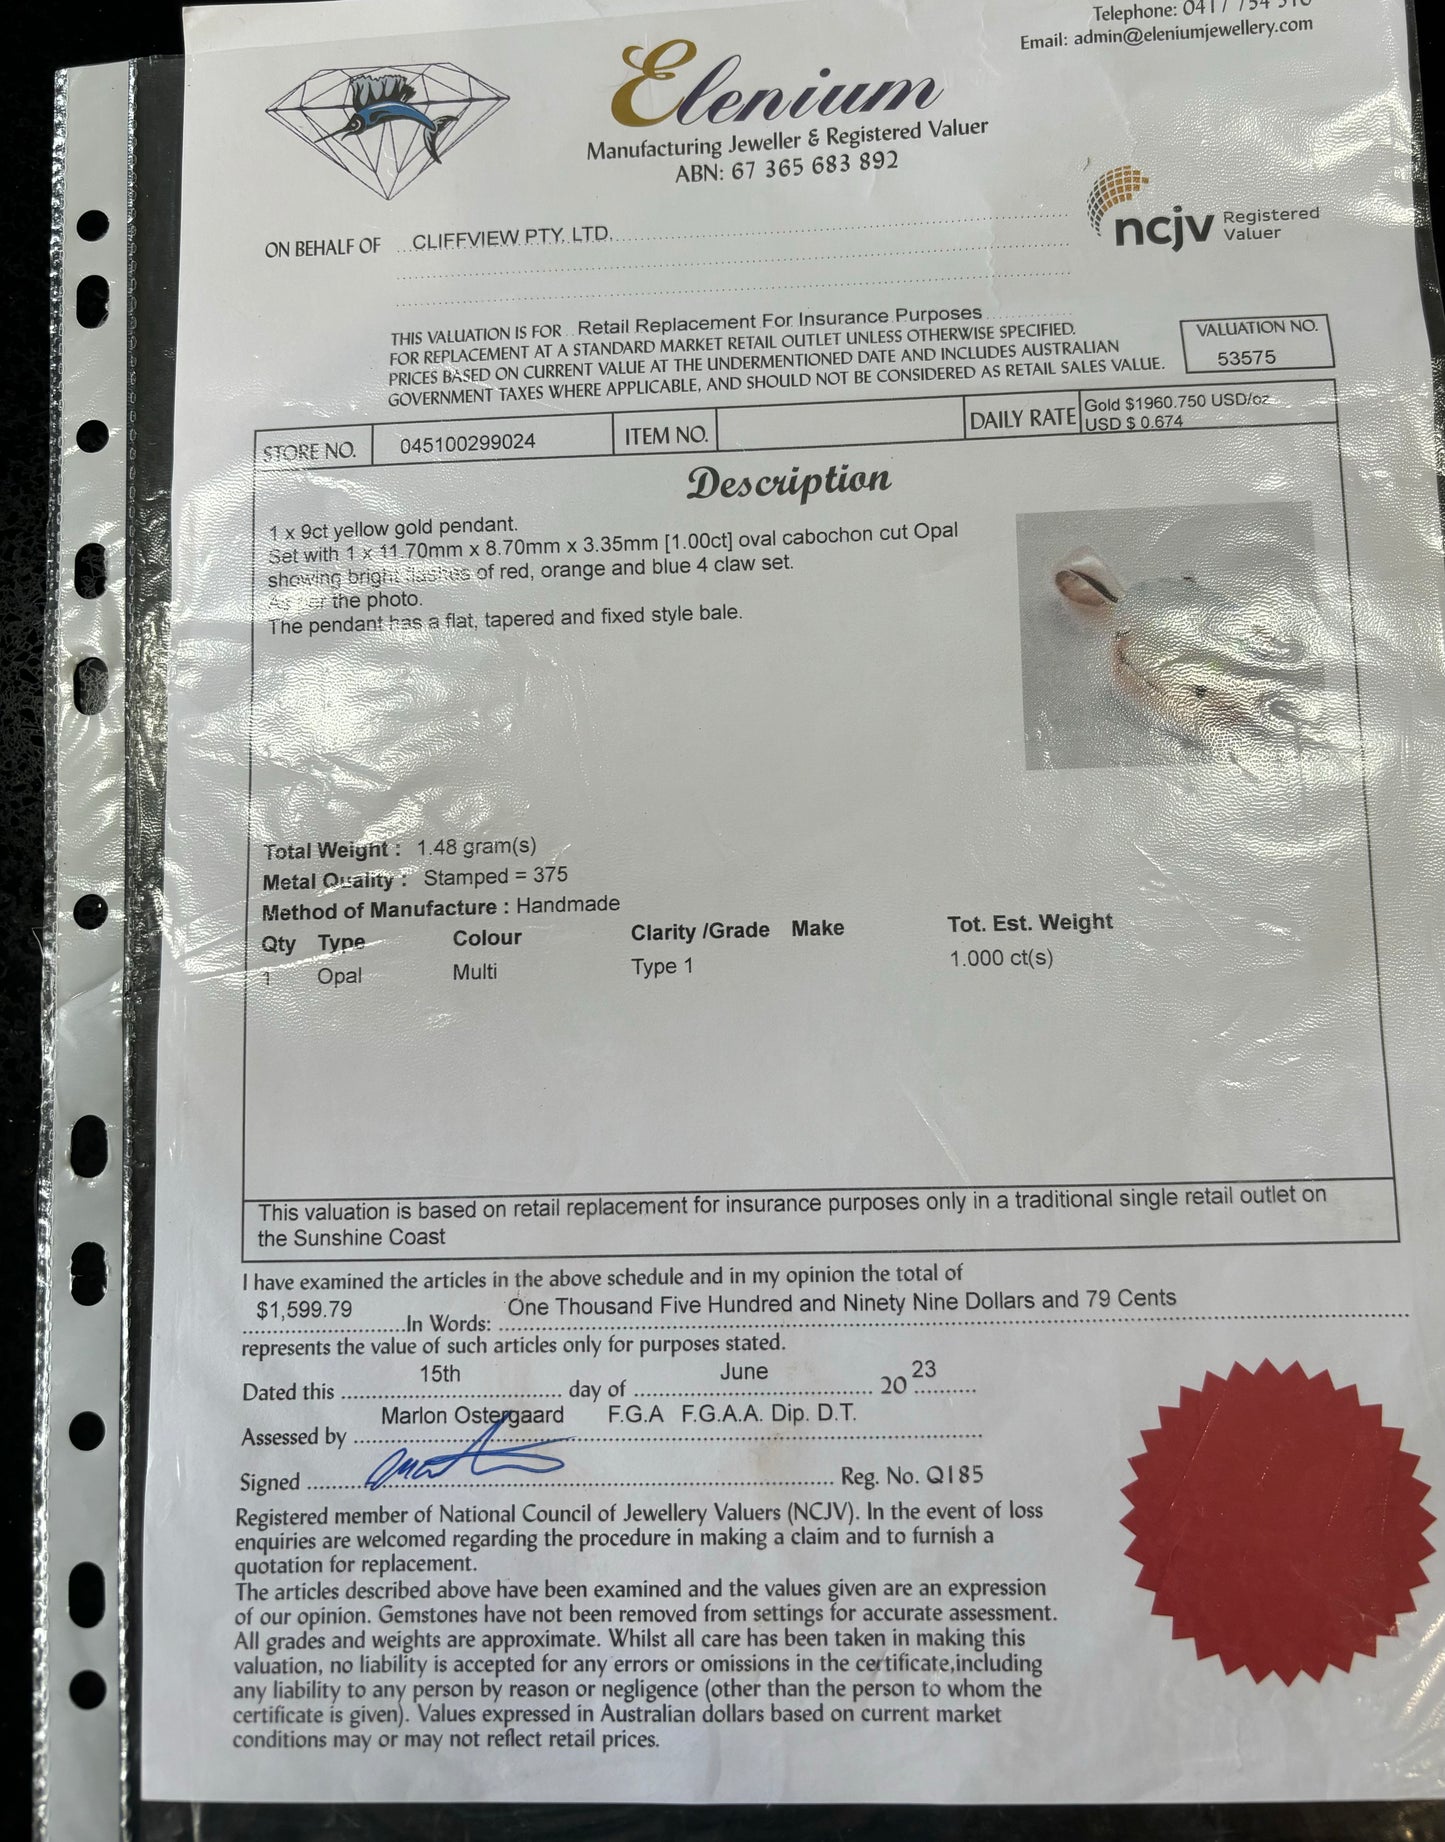 Telephone: 0417 754 310
Email: admin@eleniumjewellery.com
Elenium
Manufacturing Jeweller & Registered Valuer
ABN: 67 365 683 892
ncjv Registered
Valuer
ON BEHALF OF CLIFFVIEW PTY. LTD.
THIS VALUATION IS FOR Retail Replacement For Insurance Purposes
FOR REPLACEMENT AT A STANDARD MARKET RETAIL OUTLET UNLESS OTHERWISE SPECIFIED.
PRICES BASED ON CURRENT VALUE AT THE UNDERMENTIONED DATE AND INCLUDES AUSTRALIAN
GOVERNMENT TAXES WHERE APPLICABLE, AND SHOULD NOT BE CONSIDERED AS RETAIL SALES VALUE.
VALUATION NO.
53575
STORE NO. 045100299024 ITEM NO. DAILY RATE Gold $1960.750 USD/oz
USD $ 0.674
Description
1 x 9ct yellow gold pendant.
Set with 1 x 11.70mm x 8.70mm x 3.35mm [1.00ct] oval cabochon cut Opal
showing bright flashes of red, orange and blue 4 claw set.
As per the photo.
The pendant has a flat, tapered and fixed style bale.
Total Weight : 1.48 gram(s)
Metal Quality : Stamped = 375
Method of Manufacture : Handmade
Qty Type Colour Clarity /Grade Make Tot. Est. Weight
1 Opal Multi Type 1 1.000 ct(s)
This valuation is based on retail replacement for insurance purposes only in a traditional single retail outlet on
the Sunshine Coast
I have examined the articles in the above schedule and in my opinion the total of
$1,599.79 In Words: One Thousand Five Hundred and Ninety Nine Dollars and 79 Cents
represents the value of such articles only for purposes stated.
Dated this 15th day of June 20 23
Assessed by Marlon Ostergaard F.G.A F.G.A.A. Dip. D.T.
Signed Reg. No. Q185
Registered member of National Council of Jewellery Valuers (NCJV). In the event of loss
enquiries are welcomed regarding the procedure in making a claim and to furnish a
quotation for replacement.
The articles described above have been examined and the values given are an expression
of our opinion. Gemstones have not been removed from settings for accurate assessment.
All grades and weights are approximate. Whilst all care has been taken in making this
valuation, no liability is accepted for any errors or omissions in the certificate,including
any liability to any person by reason or negligence (other than the person to whom the
certificate is given). Values expressed in Australian dollars based on current market
conditions may or may not reflect retail prices.